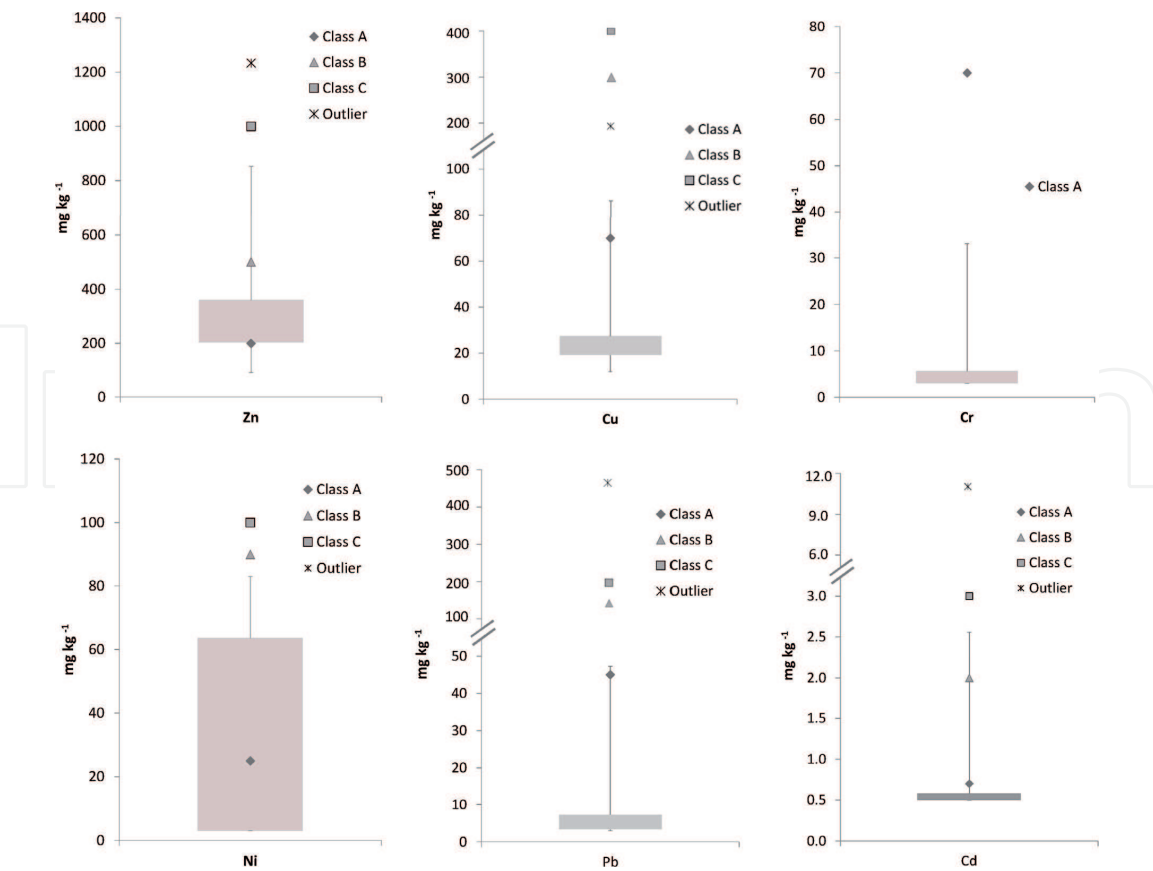 1400
1200
1000
800
600
400
200
0
mg kg-1
Class A
Class B
Class C
Outlier
Zn
400
300
200
100
80
60
40
20
0
mg kg-1
Class A
Class B
Class C
Outlier
Cu
80
70
60
50
40
30
20
10
0
mg kg-1
Class A
Cr
120
100
80
60
40
20
0
mg kg-1
Class A
Class B
Class C
Outlier
Ni
500
400
300
200
100
50
40
30
20
10
0
mg kg-1
Class A
Class B
Class C
Outlier
Pb
12.0
9.0
6.0
3.0
2.5
2.0
1.5
1.0
0.5
0.0
mg kg-1
Class A
Class B
Class C
Outlier
Cd